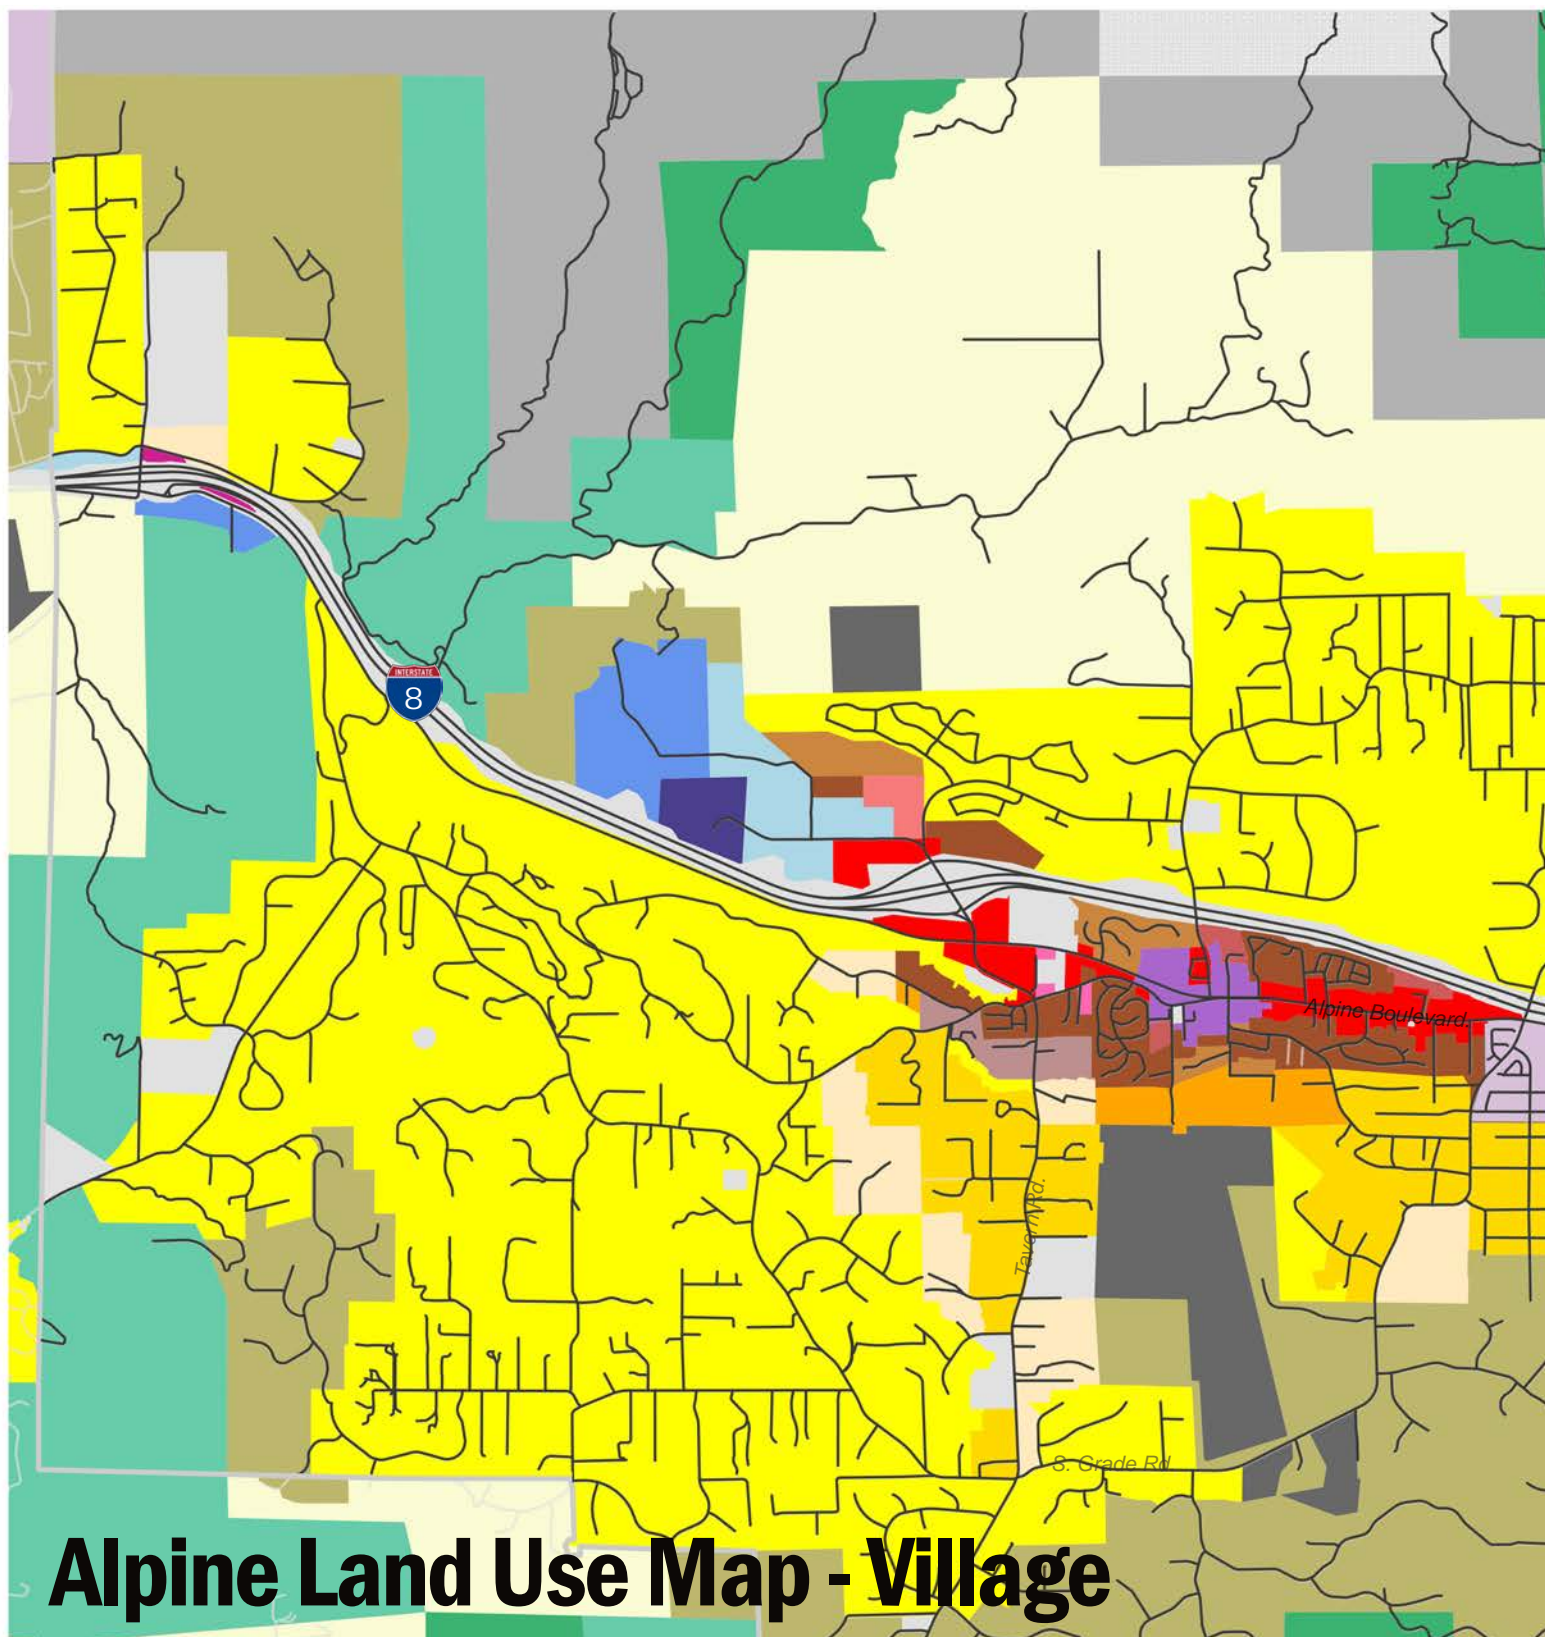 INTERSTATE
8
Alpine Boulevard.
Tavern Rd.
S. Grade Rd.
Alpine Land Use Map - Village